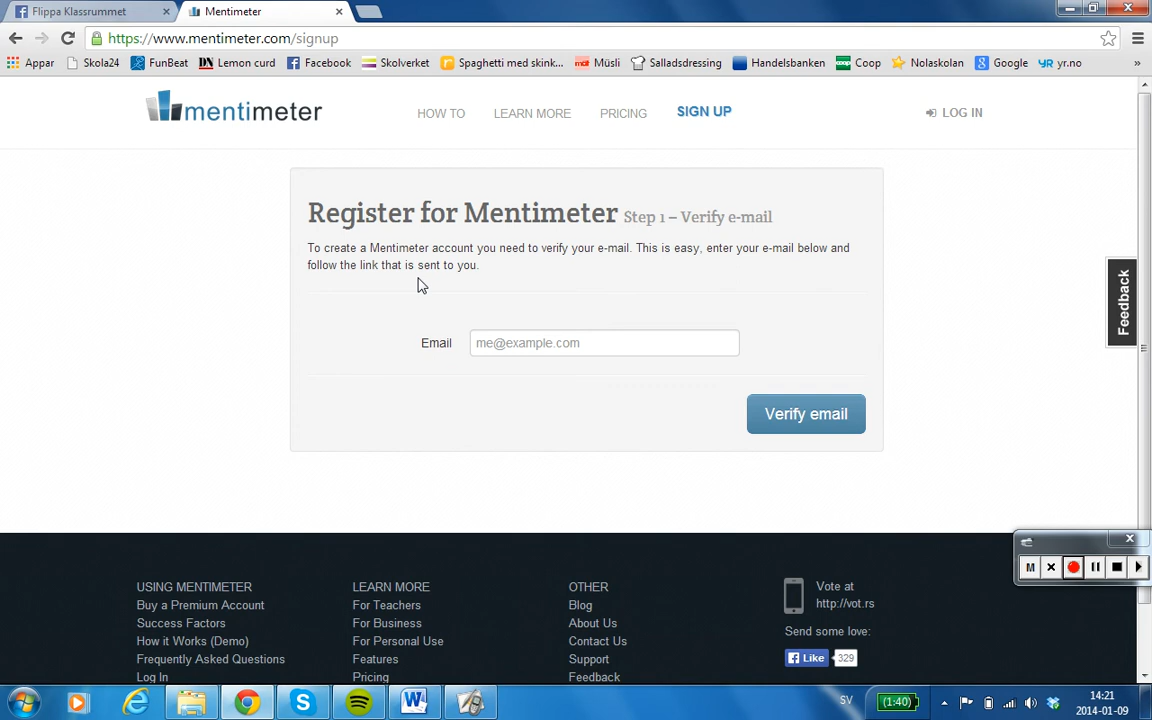 Flippa Klassrummet
Mentimeter
https://www.mentimeter.com/signup
Appar
Skola24
FunBeat
Lemon curd
Facebook
Skolverket
Spaghetti med skink...
Müsli
Salladsdressing
Handelsbanken
Coop
Nolaskolan
Google
yr.no
»
mentimeter
HOW TO
LEARN MORE
PRICING
SIGN UP
LOG IN
Register for Mentimeter Step 1 – Verify e-mail
To create a Mentimeter account you need to verify your e-mail. This is easy, enter your e-mail below and
follow the link that is sent to you.
Email
me@example.com
Verify email
Feedback
M
USING MENTIMETER
Buy a Premium Account
Success Factors
How it Works (Demo)
Frequently Asked Questions
Log In
LEARN MORE
For Teachers
For Business
For Personal Use
Features
Pricing
OTHER
Blog
About Us
Contact Us
Support
Feedback
Vote at
http://vot.rs
Send some love:
Like
329
SV
(1:40)
14:21
2014-01-09